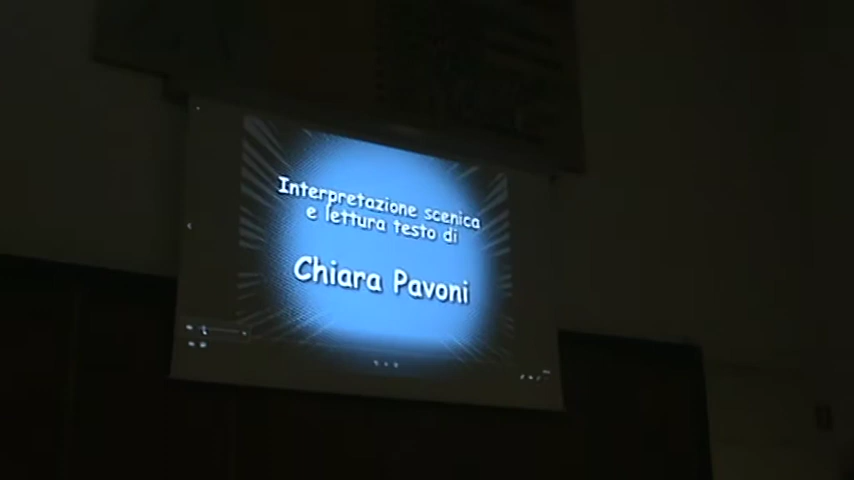 Interpretazione scenica
e lettura testo di
Chiara Pavoni